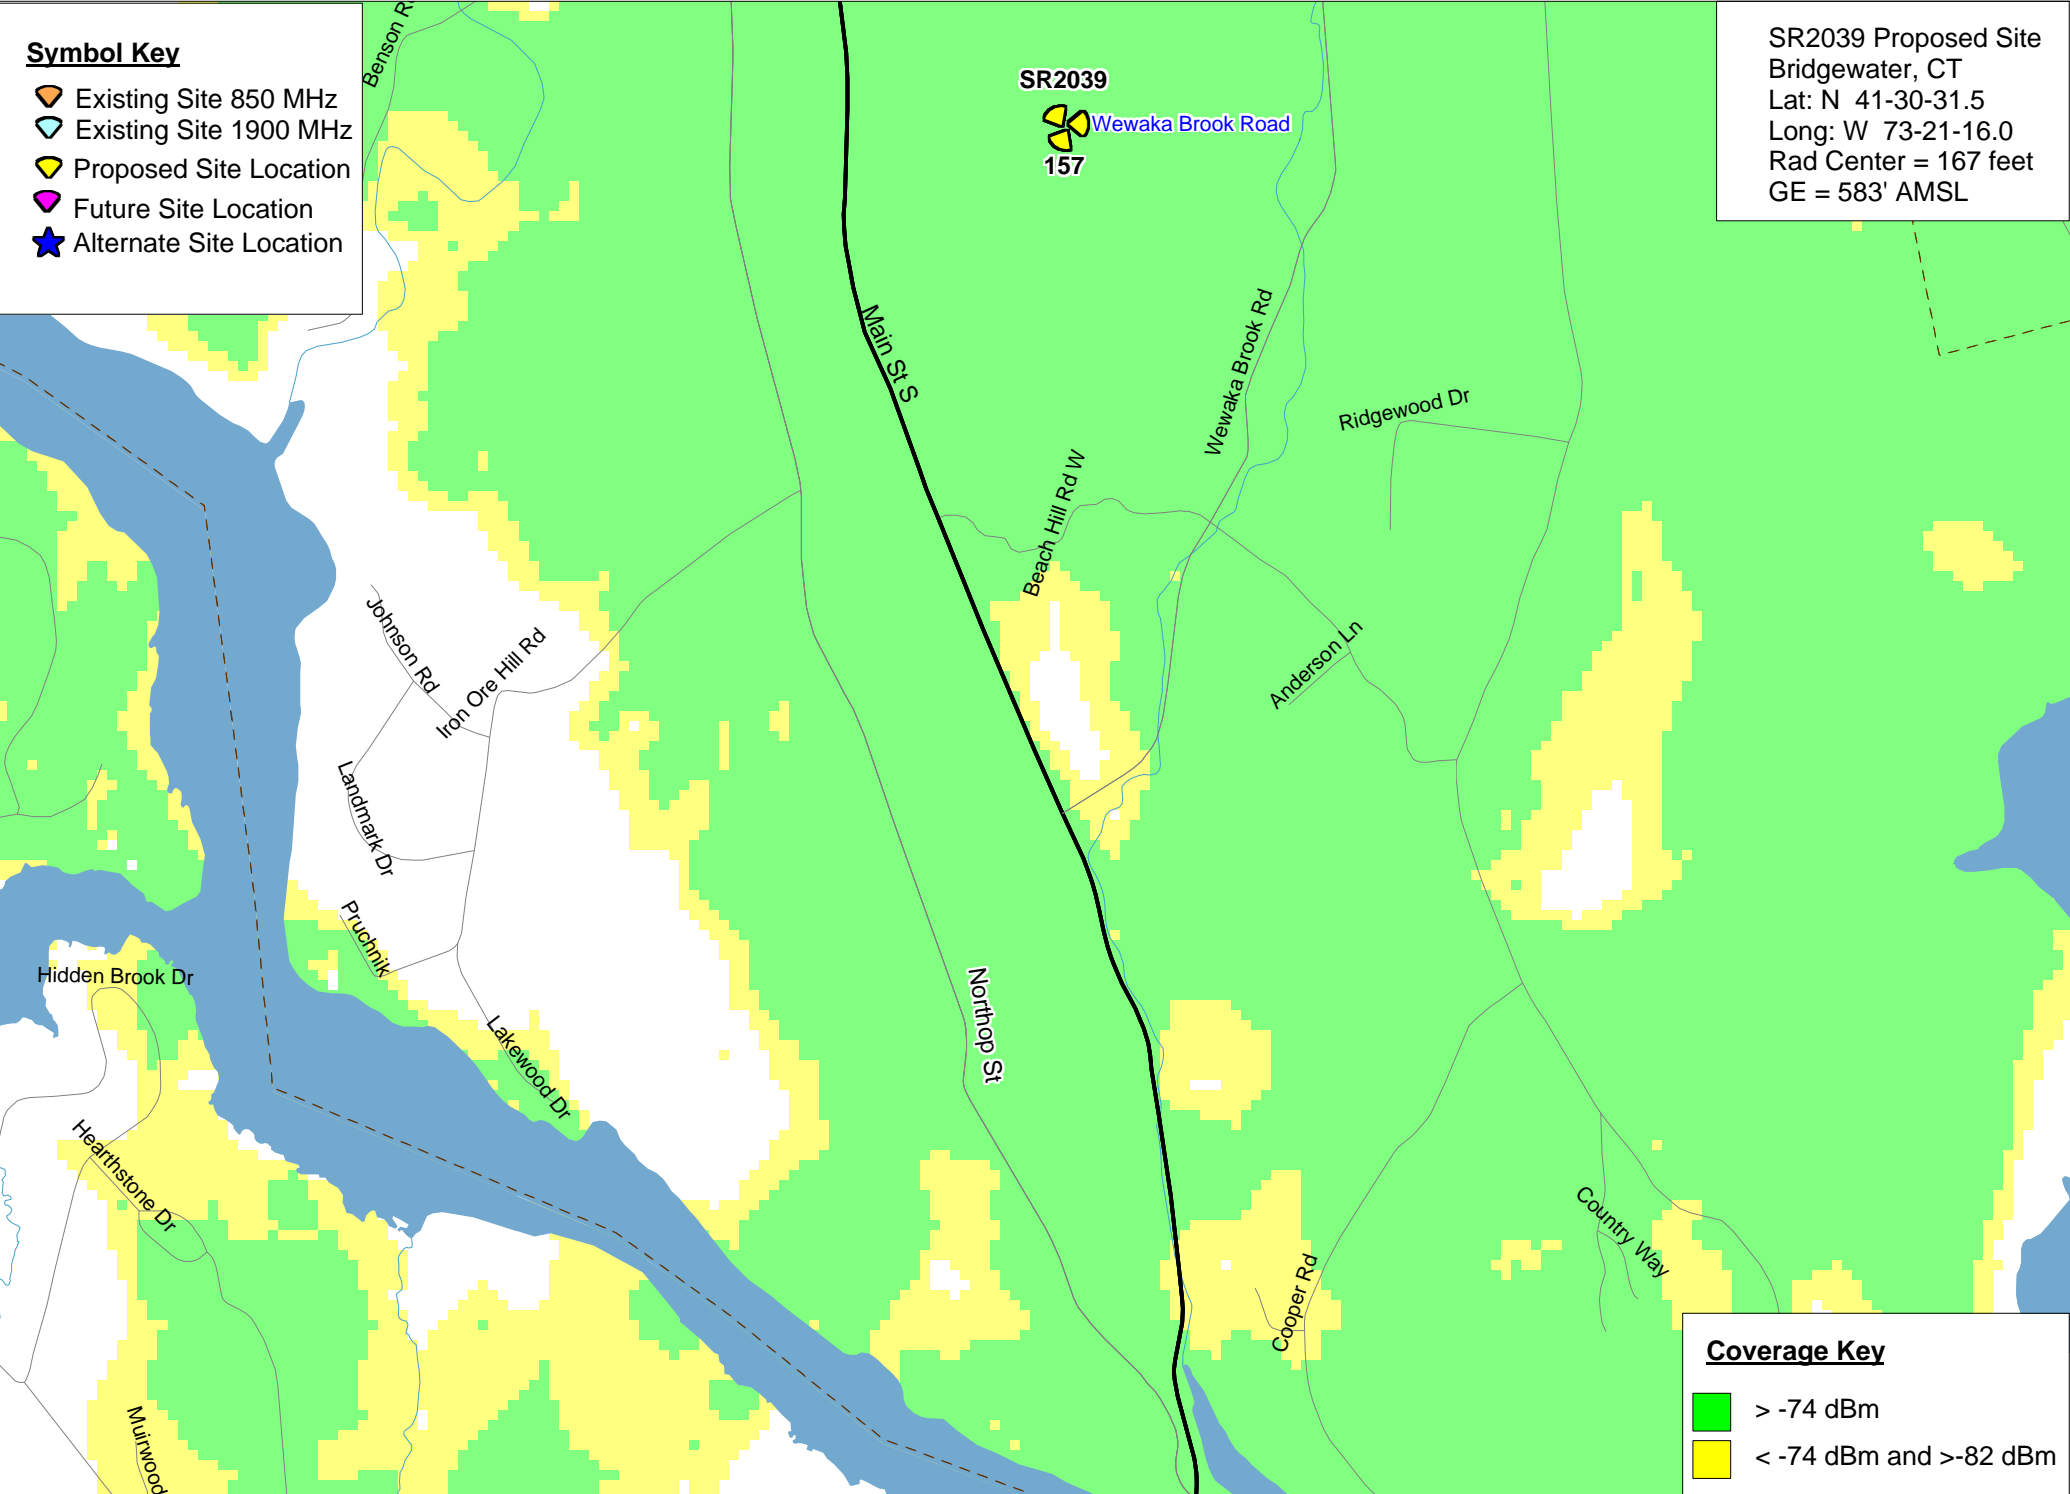 Symbol Key
Existing Site 850 MHz
Existing Site 1900 MHz
Proposed Site Location
Future Site Location
Alternate Site Location
Benson
SR2039
Wewaka Brook Road
157
SR2039 Proposed Site
Bridgewater, CT
Lat: N  41-30-31.5
Long: W  73-21-16.0
Rad Center = 167 feet
GE = 583' AMSL
Main St S
Wewaka Brook Rd
Ridgewood Dr
Beach Hill Rd W
Johnson Rd
Iron Ore Hill Rd
Anderson Ln
Landmark Dr
Pruchnik
Hidden Brook Dr
Northop St
Lakewood Dr
Hearthstone Dr
Country Way
Cooper Rd
Muirwood
Coverage Key
> -74 dBm
< -74 dBm and >-82 dBm